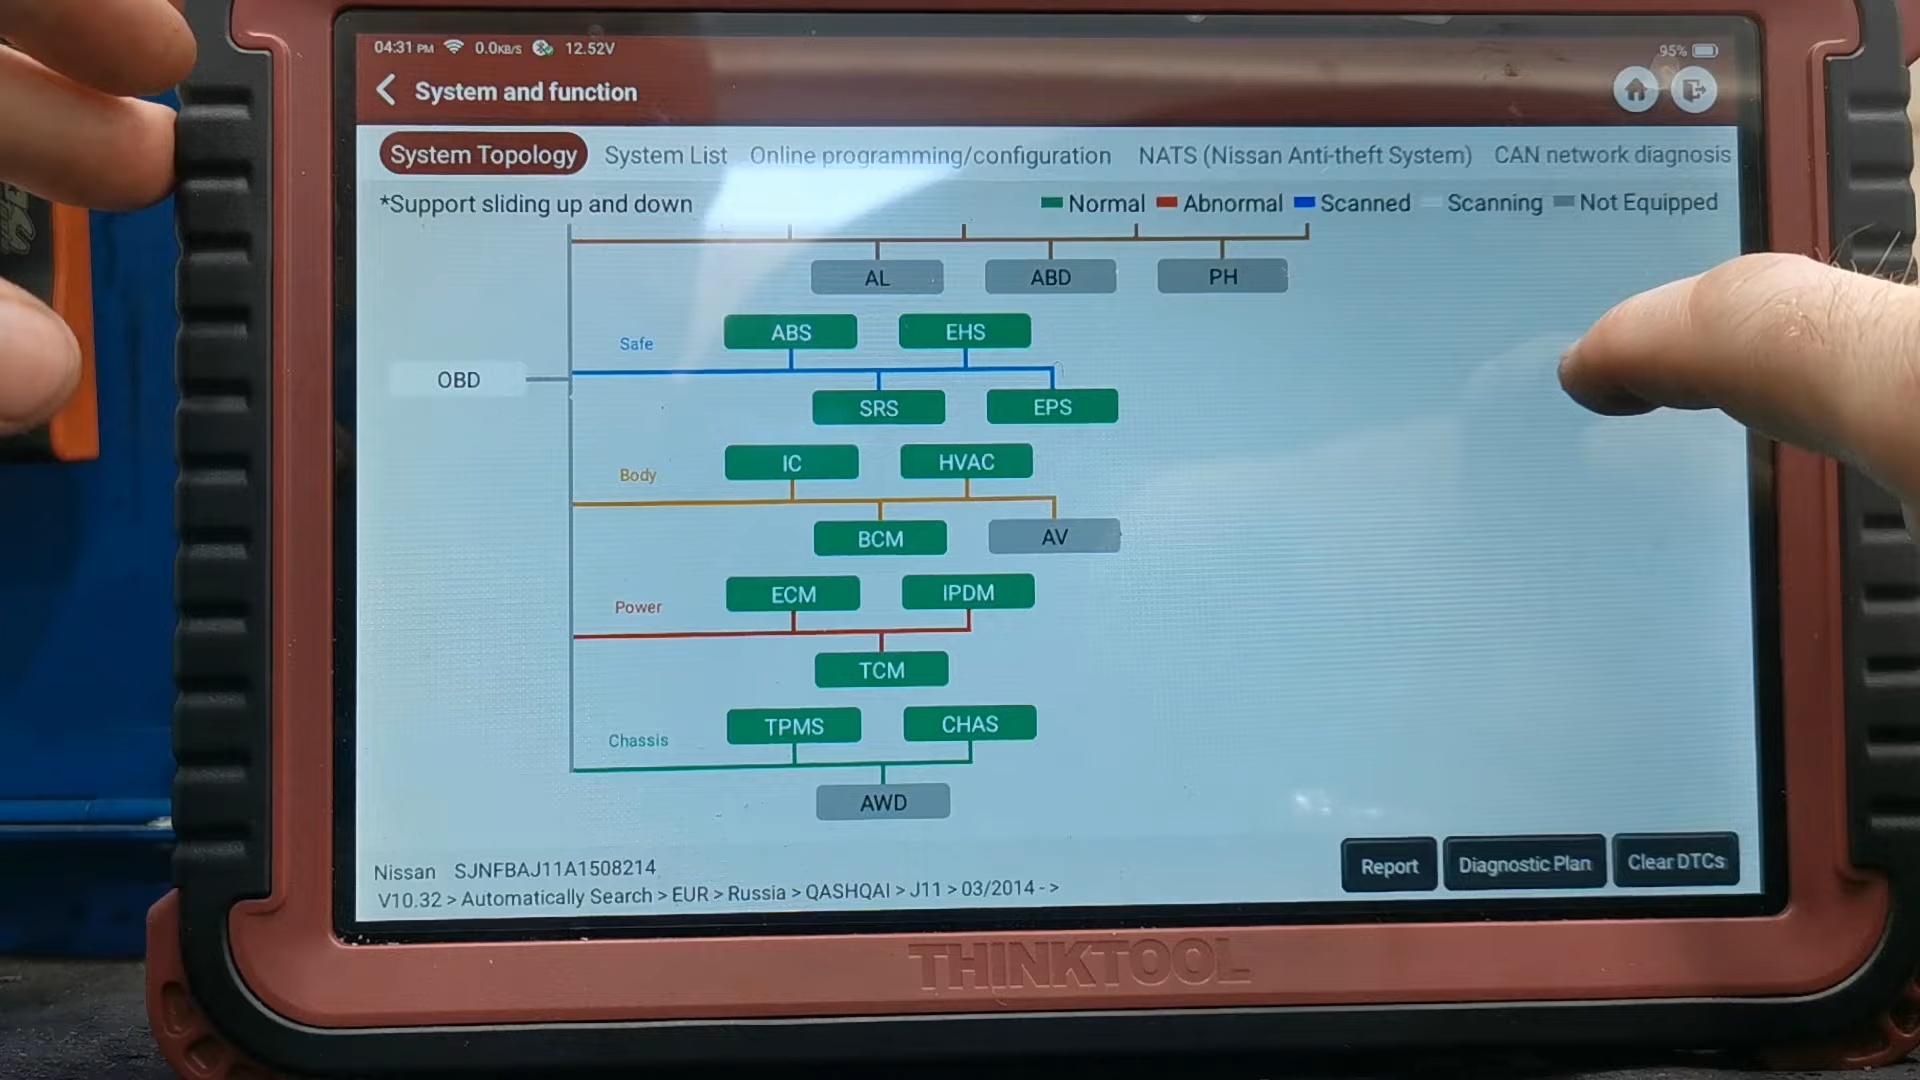 04:31 PM 0.0KB/S 12.52V 95%
System and function
System Topology System List Online programming/configuration NATS (Nissan Anti-theft System) CAN network diagnosis
*Support sliding up and down Normal Abnormal Scanned Scanning Not Equipped
AL ABD PH
ABS EHS
Safe
OBD
SRS EPS
IC HVAC
Body
BCM AV
ECM IPDM
Power
TCM
TPMS CHAS
Chassis
AWD
Nissan SJNFBAJ11A1508214
V10.32 > Automatically Search > EUR > Russia > QASHQAI > J11 > 03/2014 - >
Report Diagnostic Plan Clear DTCs
THINKTOOL